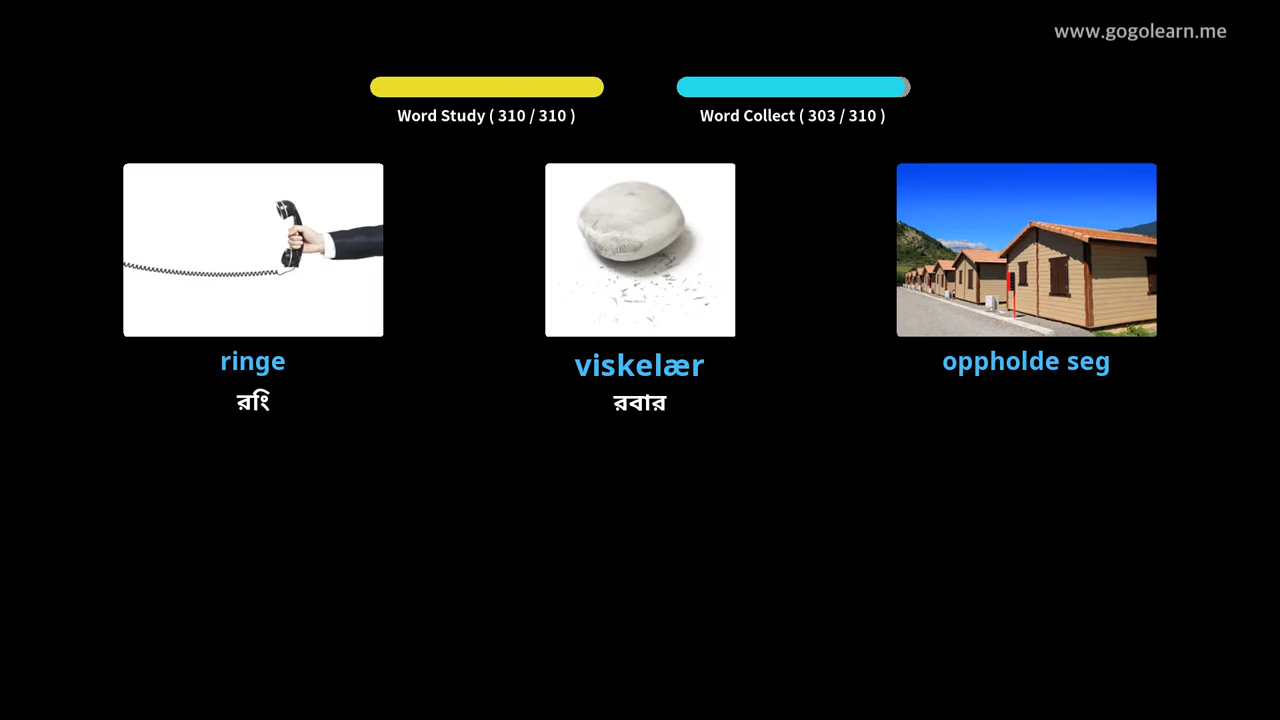 www.gogolearn.me
Word Study ( 310 / 310 )
Word Collect ( 303 / 310 )
ringe
viskelær
oppholde seg
রিং
রবার